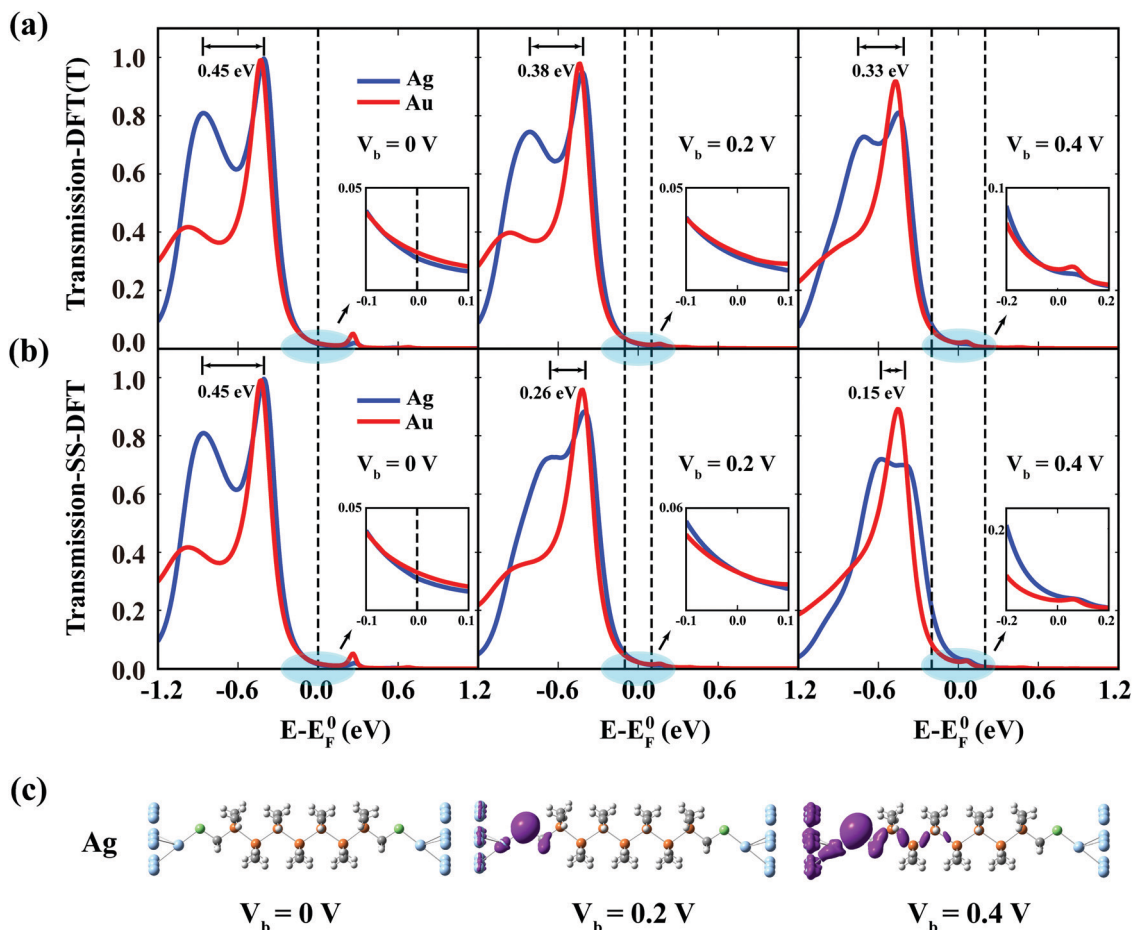 (a)
Transmission-DFT(T)
1.0
0.8
0.6
0.4
0.2
0.0
0.45 eV
Ag
Au
V_b = 0 V
0.05
-0.1 0.0 0.1
0.38 eV
V_b = 0.2 V
0.05
-0.1 0.0 0.1
0.33 eV
V_b = 0.4 V
0.1
-0.2 0.0 0.2
(b)
Transmission-SS-DFT
1.0
0.8
0.6
0.4
0.2
0.0
0.45 eV
Ag
Au
V_b = 0 V
0.05
-0.1 0.0 0.1
0.26 eV
V_b = 0.2 V
0.06
-0.1 0.0 0.1
0.15 eV
V_b = 0.4 V
0.2
-0.2 0.0 0.2
-1.2 -0.6 0.0 0.6 1.2 -0.6 0.0 0.6 1.2 -0.6 0.0 0.6 1.2
E-E_F^0 (eV) E-E_F^0 (eV) E-E_F^0 (eV)
(c)
Ag
V_b = 0 V V_b = 0.2 V V_b = 0.4 V